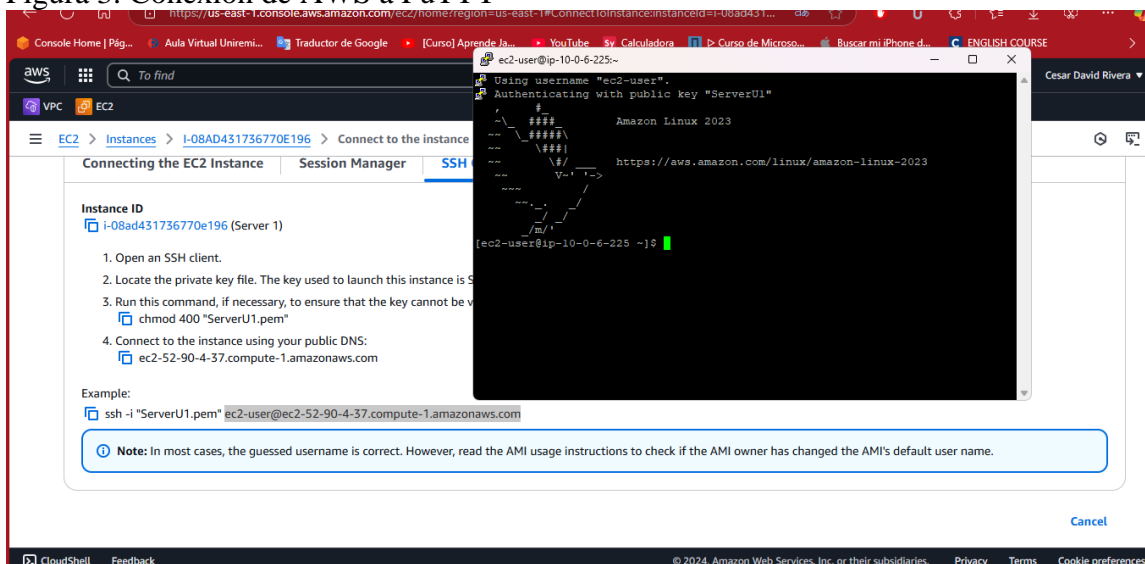 https://us-east-1.console.aws.amazon.com/ec2/home?region=us-east-1#ConnectToInstance:instanceId=i-08ad431...
Console Home | Pág... Aula Virtual Uniremi... Traductor de Google [Curso] Aprende Ja... YouTube Sy Calculadora ▷ Curso de Microso... Buscar mi iPhone d... C ENGLISH COURSE
aws To find Cesar David Rivera ▼
VPC EC2
EC2 > Instances > I-08AD431736770E196 > Connect to the instance
Connecting the EC2 Instance Session Manager SSH
Instance ID
i-08ad431736770e196 (Server 1)
1. Open an SSH client.
2. Locate the private key file. The key used to launch this instance is
3. Run this command, if necessary, to ensure that the key cannot be
chmod 400 "ServerU1.pem"
4. Connect to the instance using your public DNS:
ec2-52-90-4-37.compute-1.amazonaws.com
Example:
ssh -i "ServerU1.pem" ec2-user@ec2-52-90-4-37.compute-1.amazonaws.com
Note: In most cases, the guessed username is correct. However, read the AMI usage instructions to check if the AMI owner has changed the AMI's default user name.
Cancel
CloudShell Feedback © 2024, Amazon Web Services, Inc. or their subsidiaries. Privacy Terms Cookie preferences
ec2-user@ip-10-0-6-225:~
Using username "ec2-user".
Authenticating with public key "ServerU1"
Amazon Linux 2023
https://aws.amazon.com/linux/amazon-linux-2023
[ec2-user@ip-10-0-6-225 ~]$